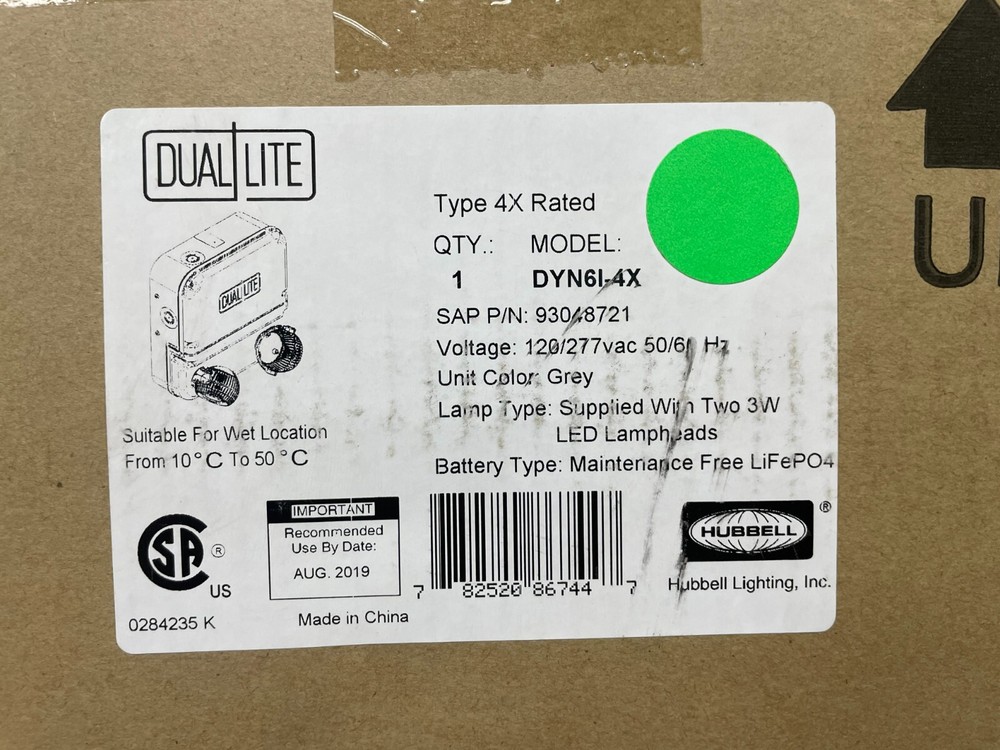 DUAL LITE
Type 4X Rated
QTY.: MODEL:
1 DYN6I-4X
SAP P/N: 93048721
Voltage: 120/277vac 50/60 Hz
Unit Color: Grey
Lamp Type: Supplied With Two 3W
LED Lampheads
Battery Type: Maintenance Free LiFePO4
DUAL LITE
Suitable For Wet Location
From 10°C To 50°C
SA® US
IMPORTANT
Recommended
Use By Date:
AUG. 2019
7 82520 86744 7
HUBBELL®
Hubbell Lighting, Inc.
0284235 K
Made in China
U